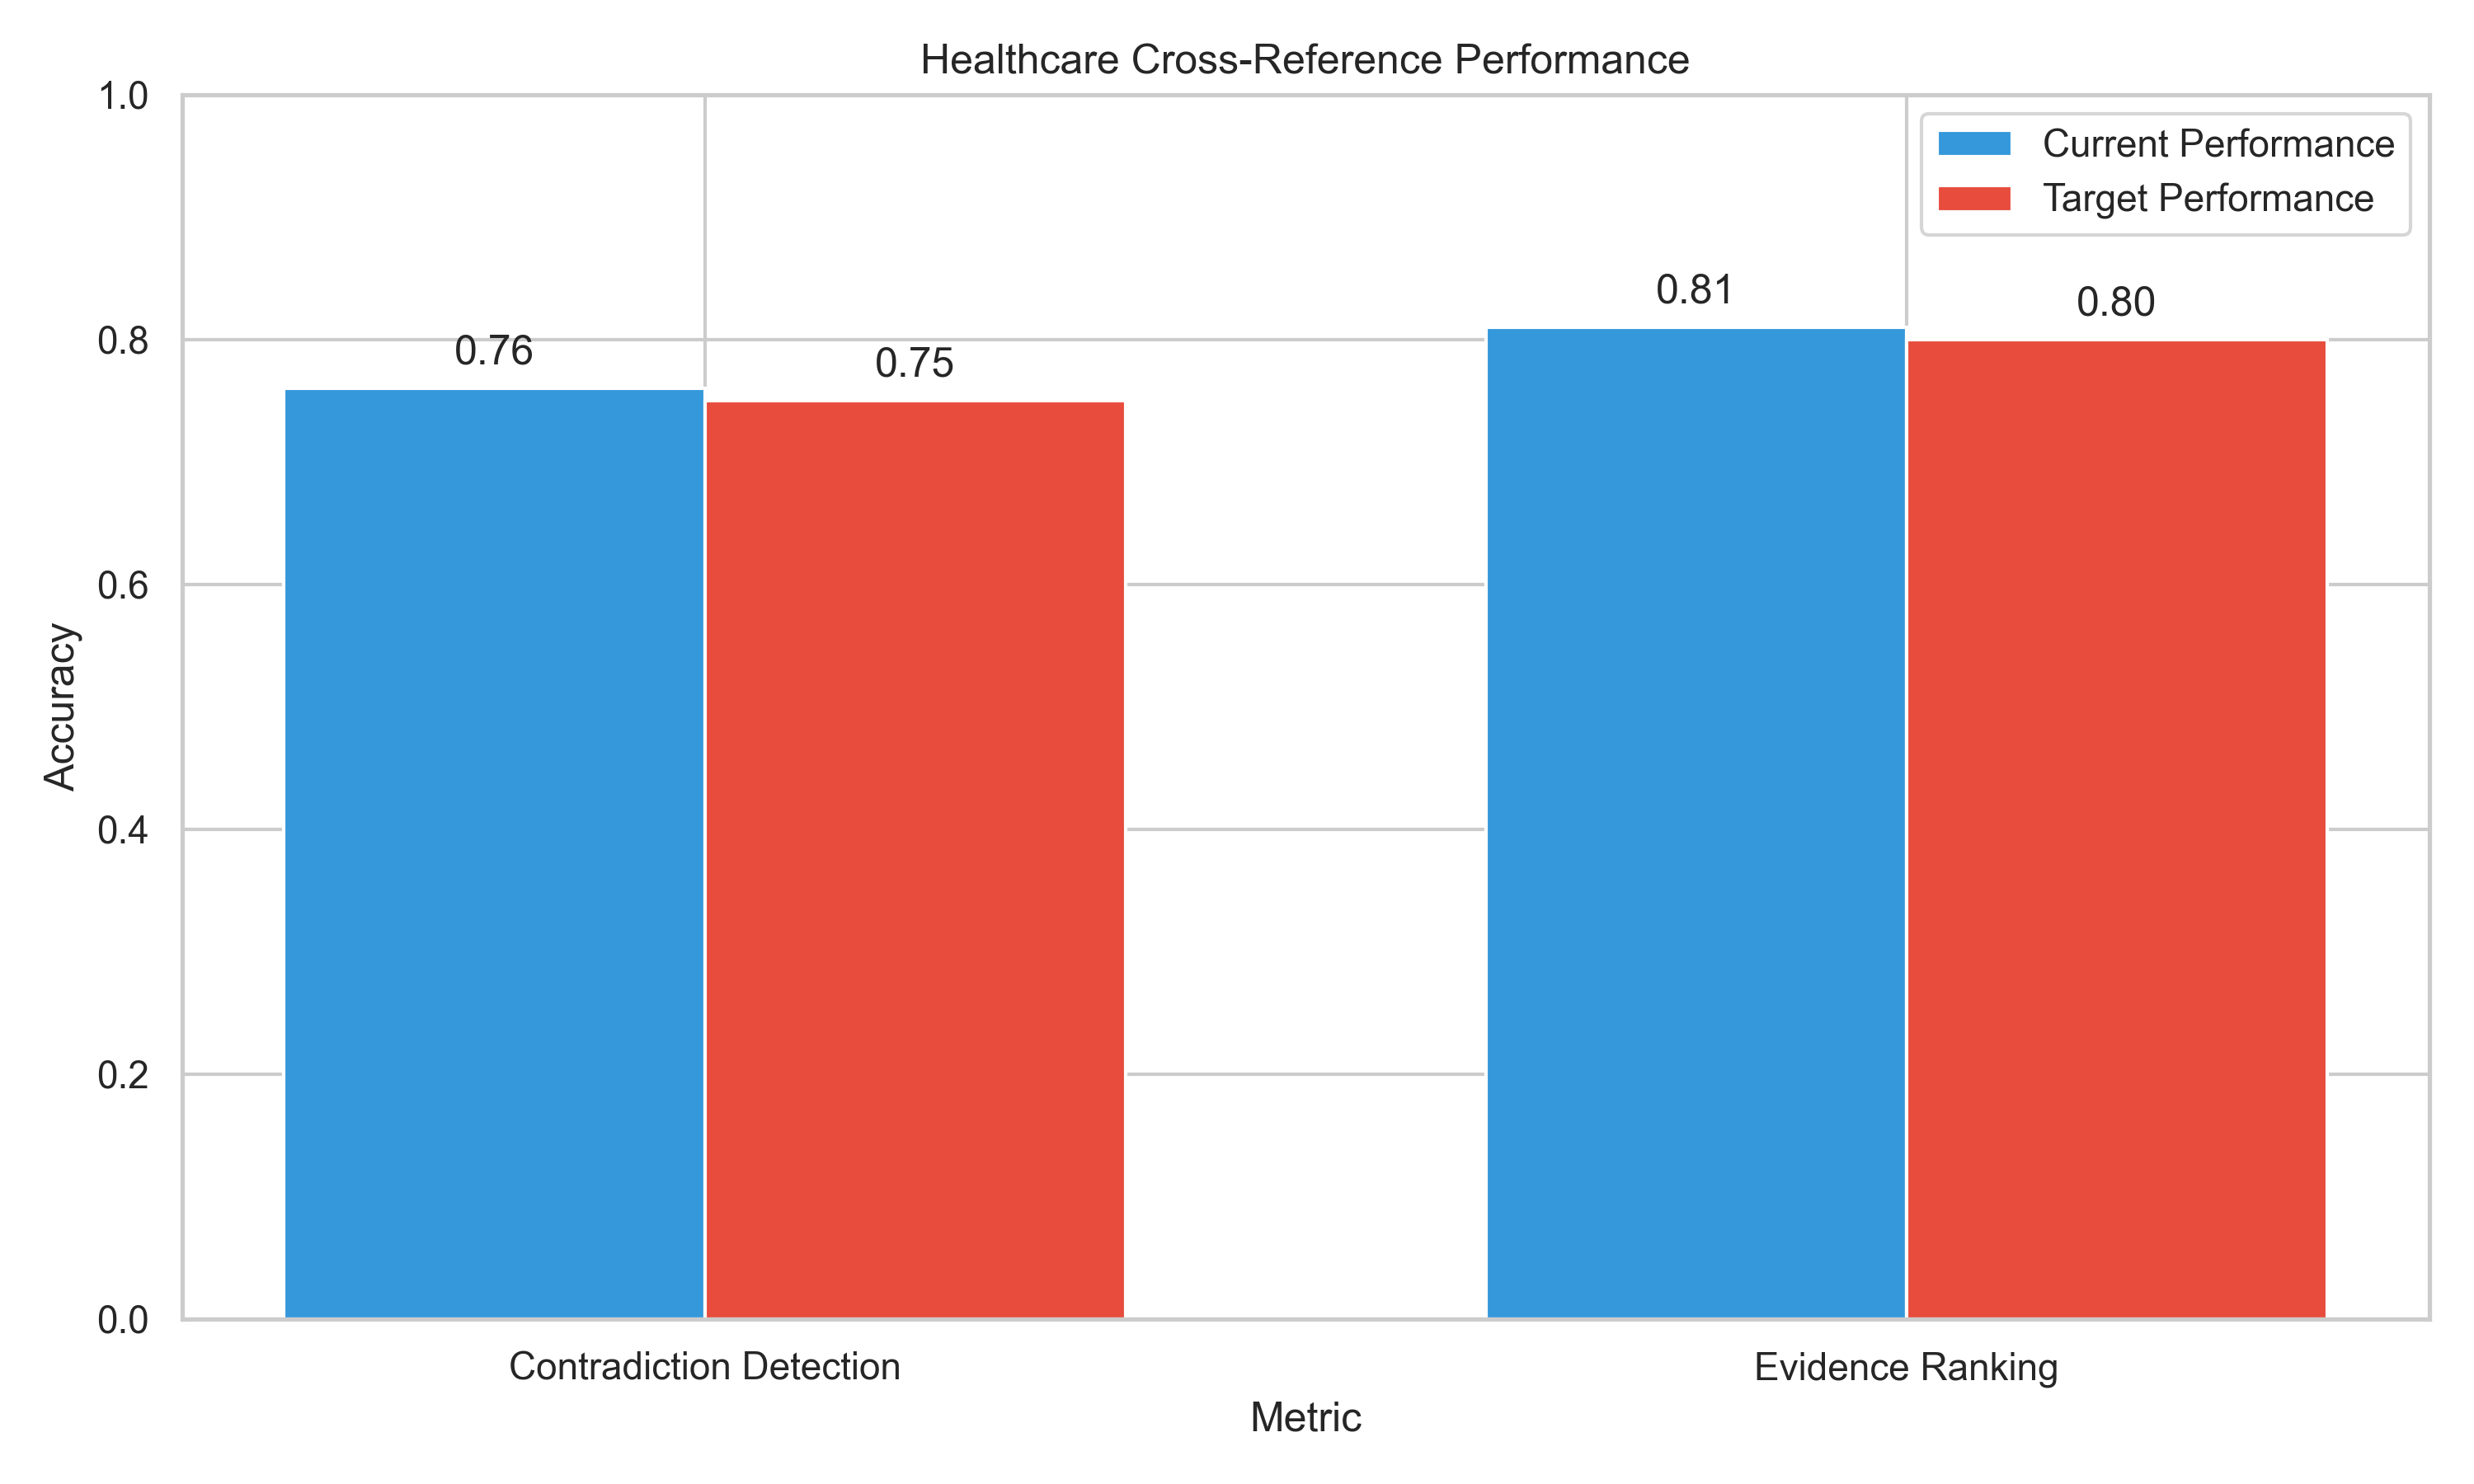 Healthcare Cross-Reference Performance
1.0
0.8
0.6
0.4
0.2
0.0
Accuracy
Current Performance
Target Performance
0.76
0.75
0.81
0.80
Contradiction Detection
Evidence Ranking
Metric